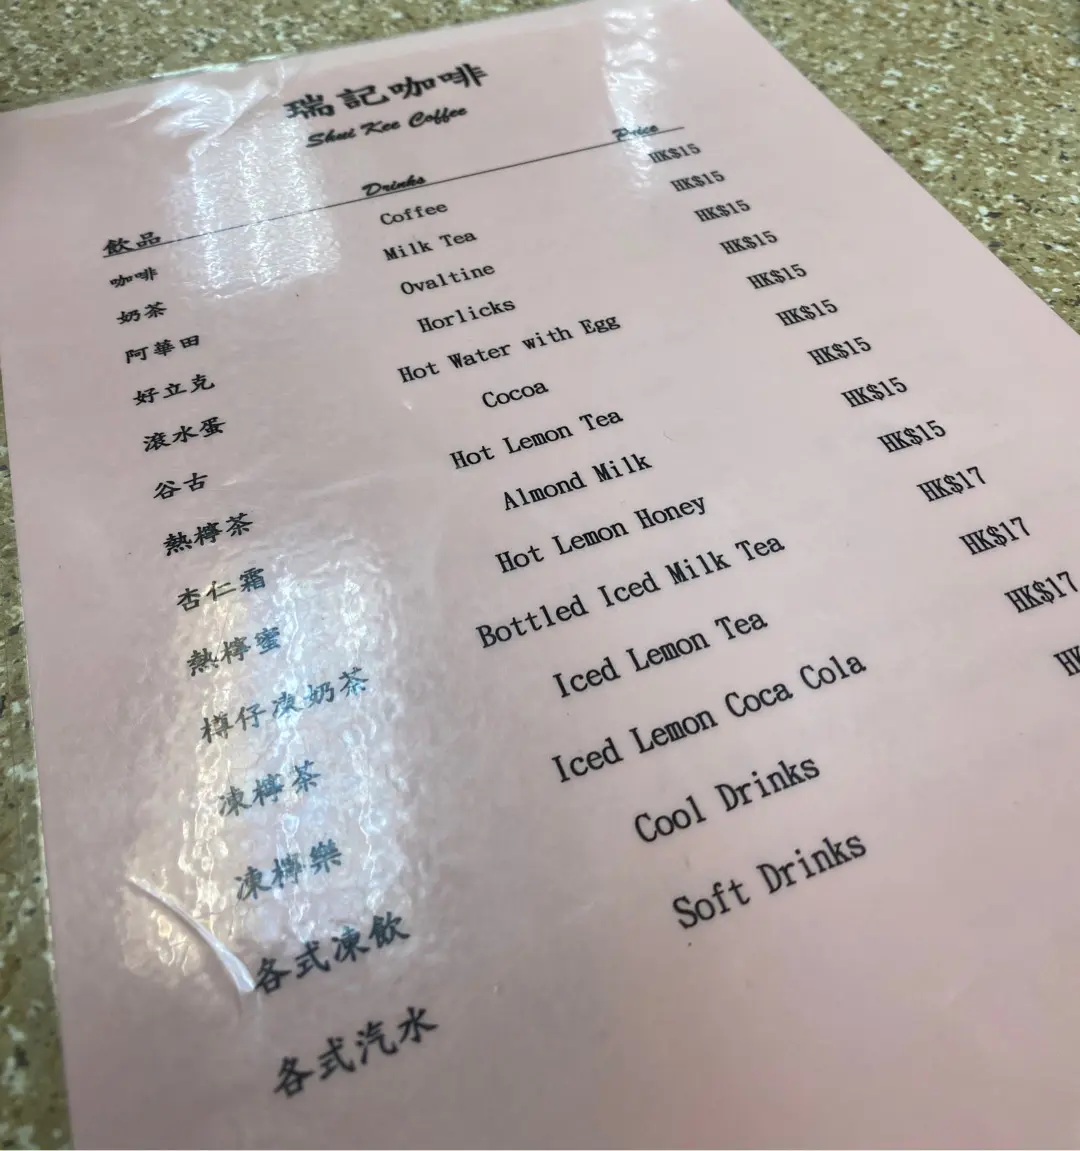 瑞記咖啡
Shui Kee Coffee
飲品 Drinks Price
咖啡 Coffee HK$15
奶茶 Milk Tea HK$15
阿華田 Ovaltine HK$15
好立克 Horlicks HK$15
滾水蛋 Hot Water with Egg HK$15
谷古 Cocoa HK$15
熱檸茶 Hot Lemon Tea HK$15
杏仁霜 Almond Milk HK$15
熱檸蜜 Hot Lemon Honey HK$15
樽仔凍奶茶 Bottled Iced Milk Tea HK$17
凍檸茶 Iced Lemon Tea HK$17
凍檸樂 Iced Lemon Coca Cola HK$17
各式凍飲 Cool Drinks HK
各式汽水 Soft Drinks